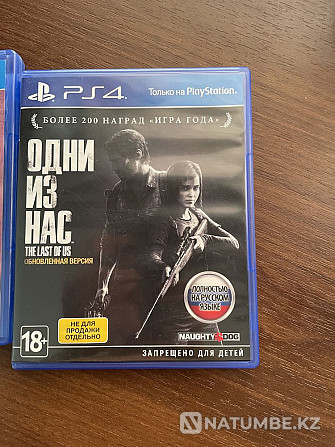 PS4
Только на PlayStation
БОЛЕЕ 200 НАГРАД «ИГРА ГОДА»
ОДНИ
ИЗ
НАС
THE LAST OF US
ОБНОВЛЕННАЯ ВЕРСИЯ
ПОЛНОСТЬЮ
НА РУССКОМ
ЯЗЫКЕ
НЕ ДЛЯ
ПРОДАЖИ
ОТДЕЛЬНО
18+
NAUGHTY DOG
ЗАПРЕЩЕНО ДЛЯ ДЕТЕЙ
NATUMBE.KZ